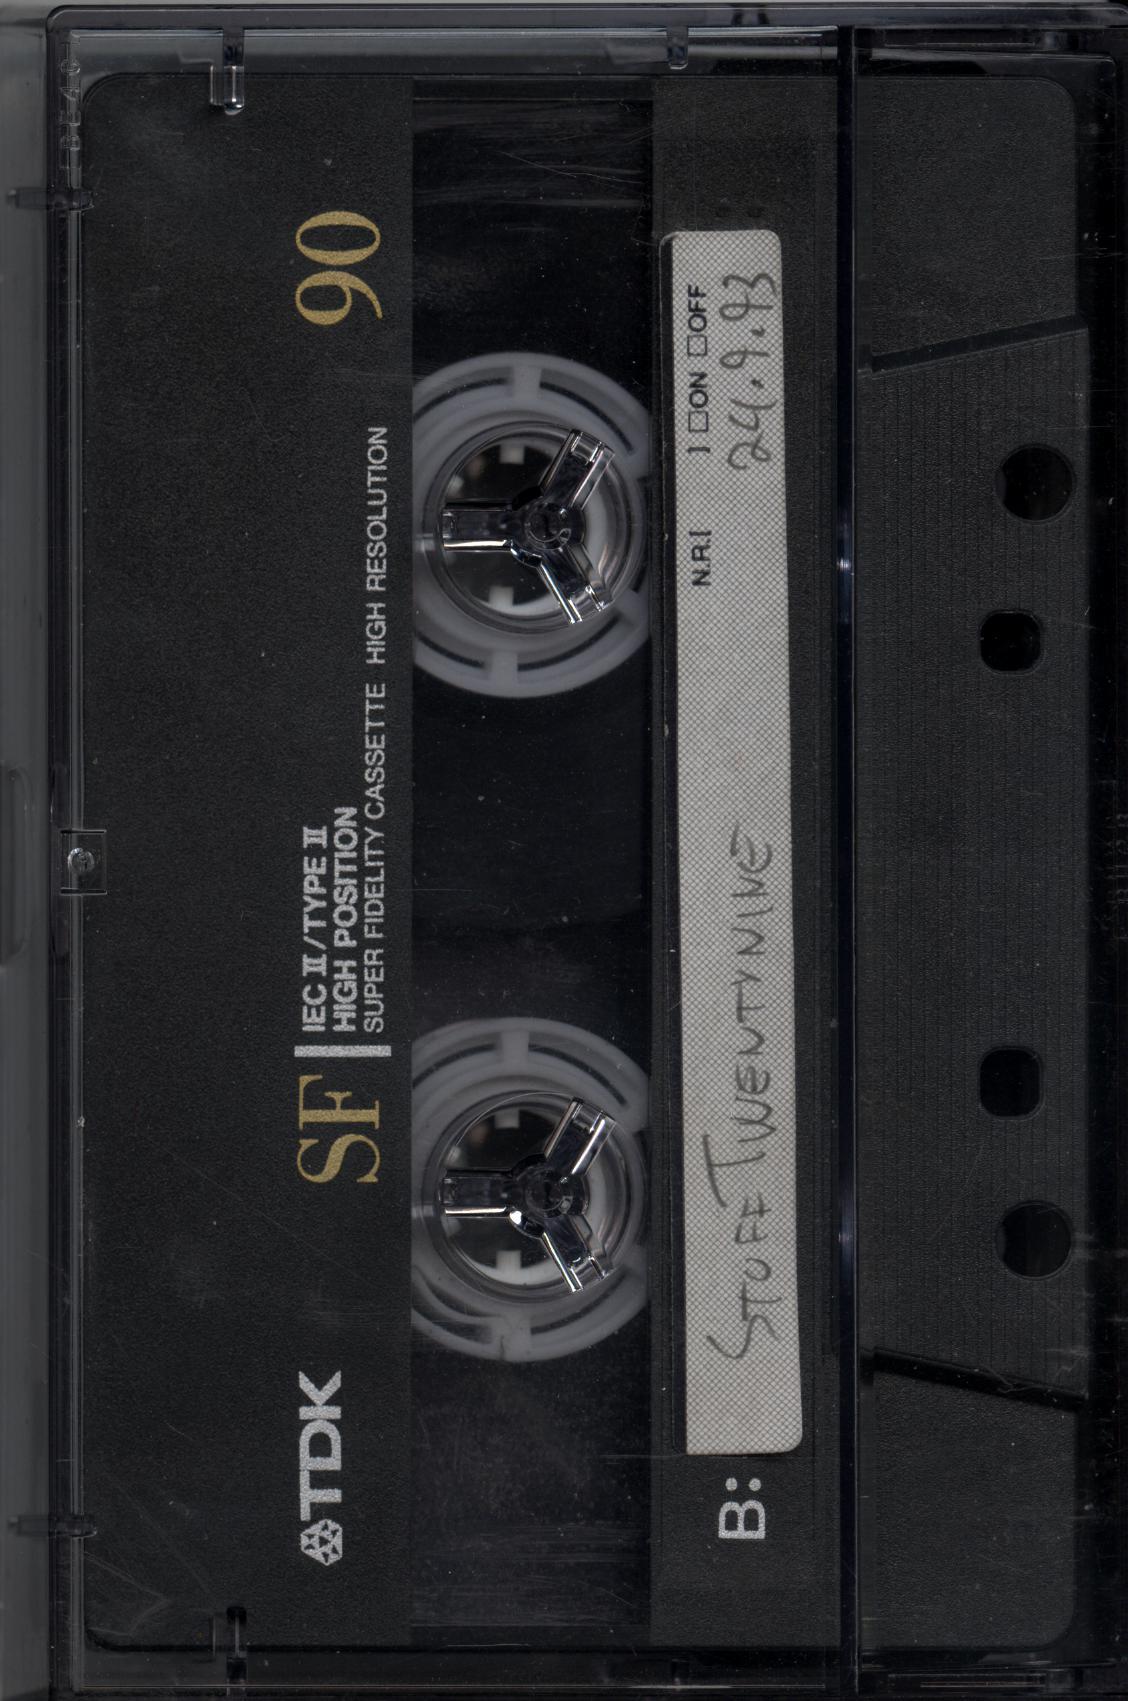 TDK SF 90
IEC II/TYPE II
HIGH POSITION
SUPER FIDELITY CASSETTE HIGH RESOLUTION
B: N.R. [ ] □ON □OFF
STUFF TWENTYNINE 24.9.93